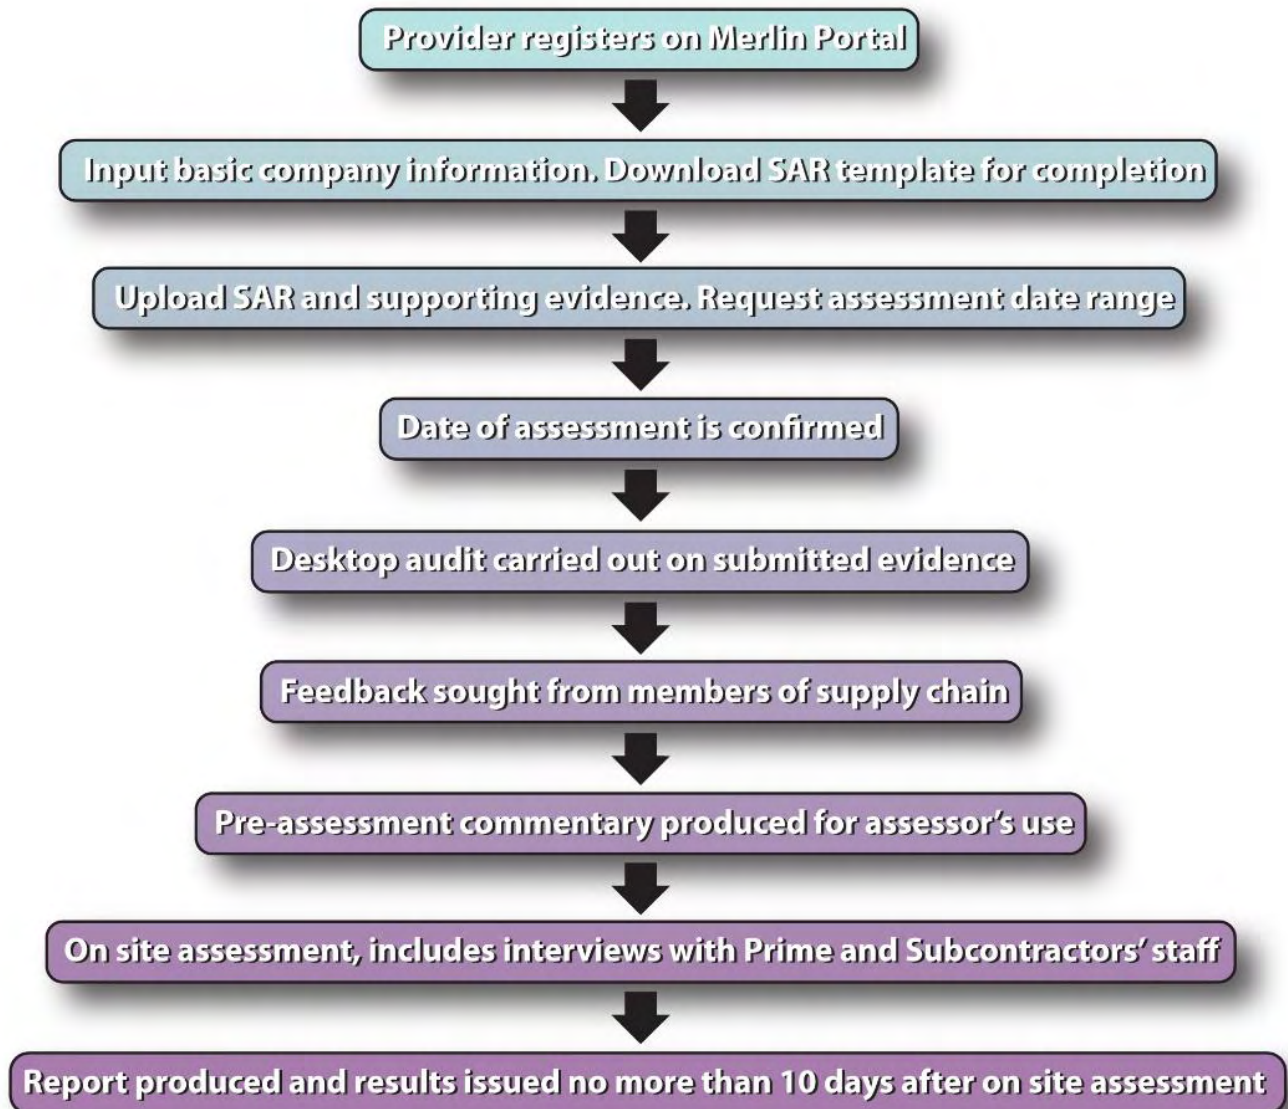 Provider registers on Merlin Portal
Input basic company information. Download SAR template for completion
Upload SAR and supporting evidence. Request assessment date range
Date of assessment is confirmed
Desktop audit carried out on submitted evidence
Feedback sought from members of supply chain
Pre-assessment commentary produced for assessor’s use
On site assessment, includes interviews with Prime and Subcontractors’ staff
Report produced and results issued no more than 10 days after on site assessment